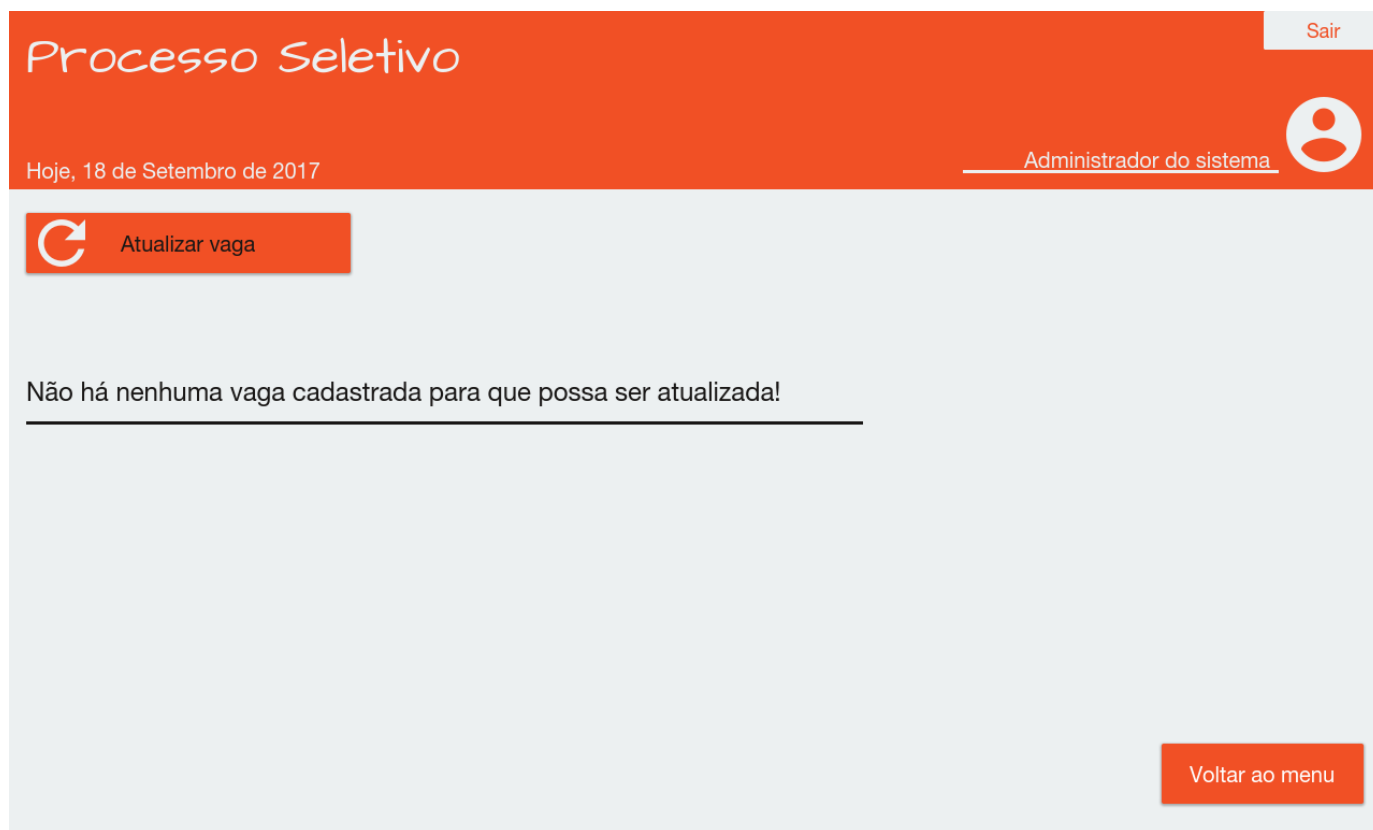 Sair
Processo Seletivo
Administrador do sistema
Hoje, 18 de Setembro de 2017
Atualizar vaga
Não há nenhuma vaga cadastrada para que possa ser atualizada!
Voltar ao menu